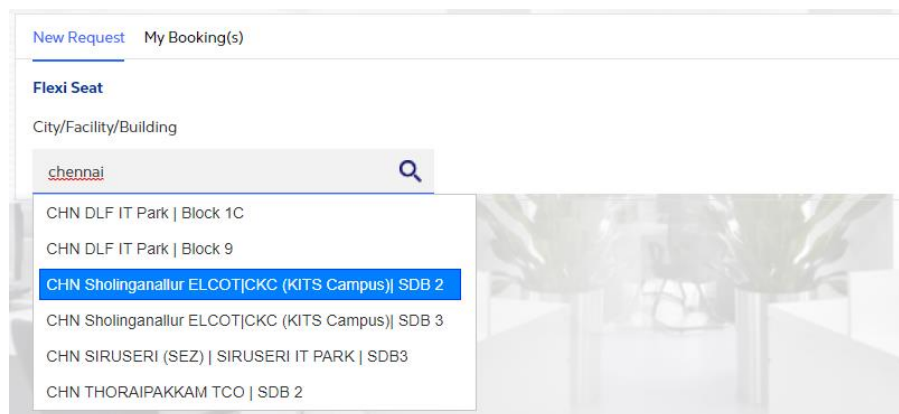 New Request My Booking(s)
Flexi Seat
City/Facility/Building
chennai
CHN DLF IT Park | Block 1C
CHN DLF IT Park | Block 9
CHN Sholinganallur ELCOT|CKC (KITS Campus)| SDB 2
CHN Sholinganallur ELCOT|CKC (KITS Campus)| SDB 3
CHN SIRUSERI (SEZ) | SIRUSERI IT PARK | SDB3
CHN THORAIPAKKAM TCO | SDB 2